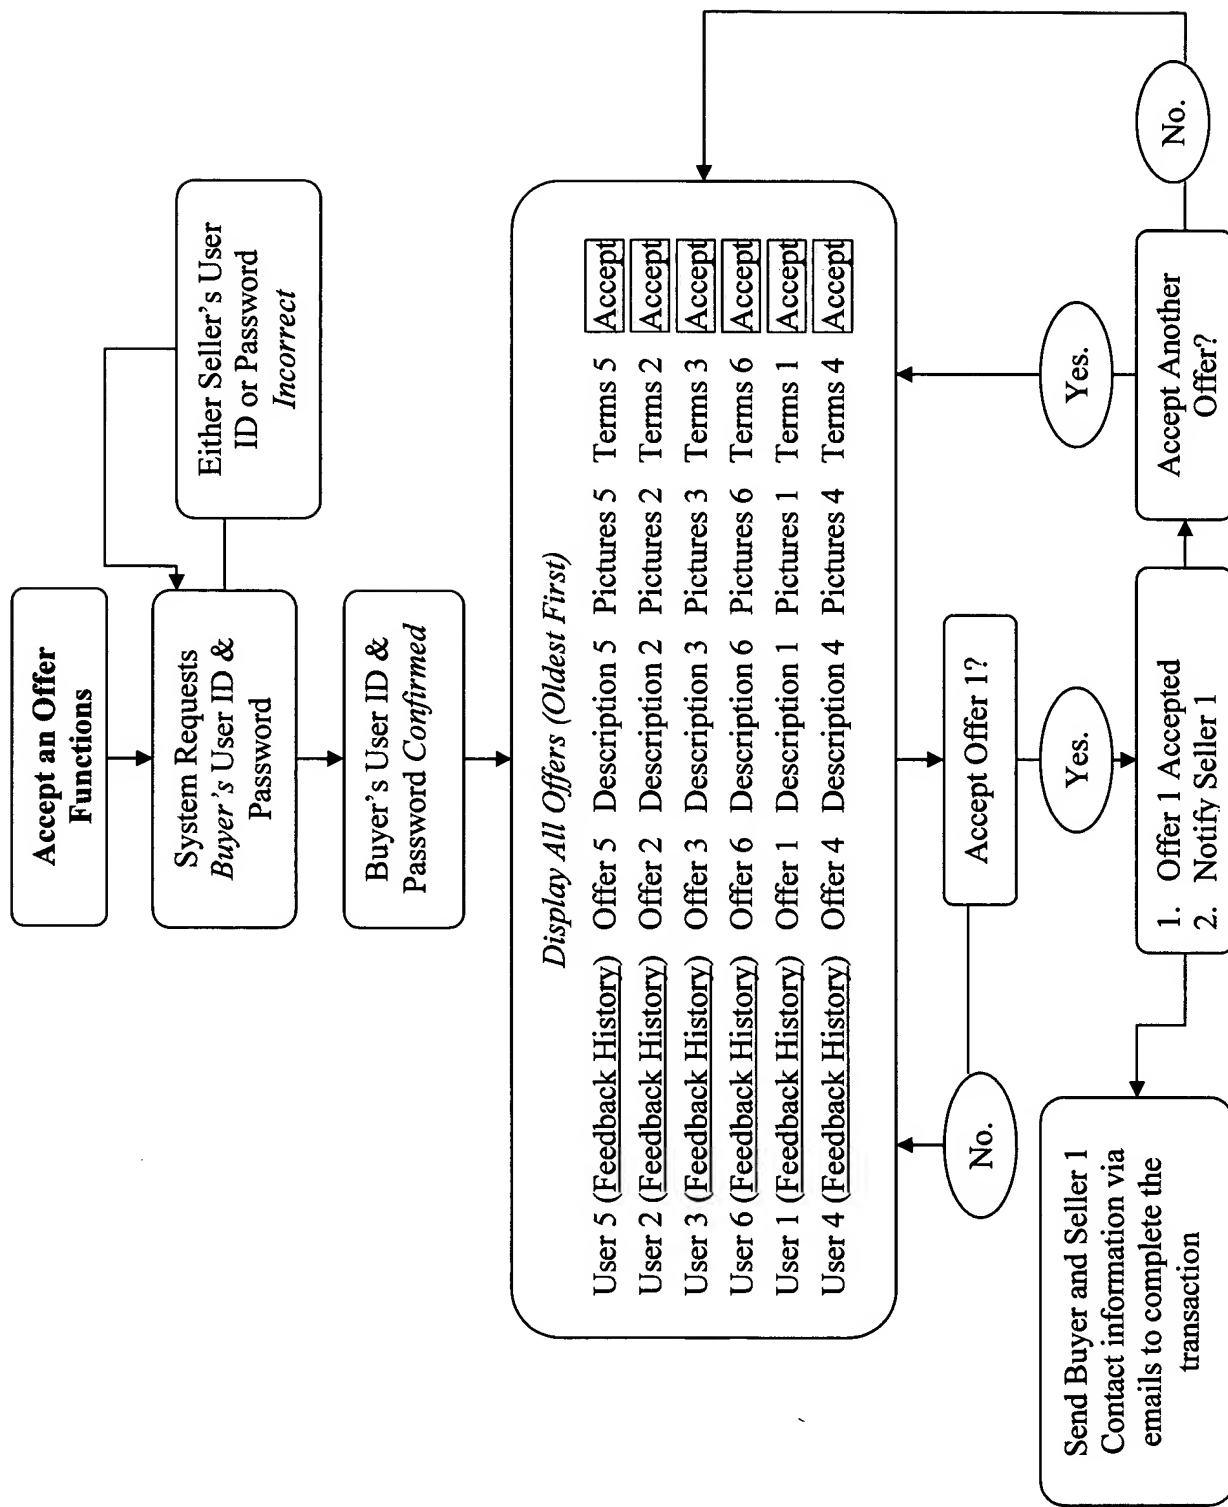 Accept an Offer
Functions
System Requests
Buyer's User ID &
Password
Either Seller's User
ID or Password
Incorrect
Buyer's User ID &
Password Confirmed
Display All Offers (Oldest First)
User 5 (Feedback History) Offer 5 Description 5 Pictures 5 Terms 5 Accept
User 2 (Feedback History) Offer 2 Description 2 Pictures 2 Terms 2 Accept
User 3 (Feedback History) Offer 3 Description 3 Pictures 3 Terms 3 Accept
User 6 (Feedback History) Offer 6 Description 6 Pictures 6 Terms 6 Accept
User 1 (Feedback History) Offer 1 Description 1 Pictures 1 Terms 1 Accept
User 4 (Feedback History) Offer 4 Description 4 Pictures 4 Terms 4 Accept
Accept Offer 1?
No.
Yes.
Yes.
No.
Send Buyer and Seller 1
Contact information via
emails to complete the
transaction
1. Offer 1 Accepted
2. Notify Seller 1
Accept Another
Offer?